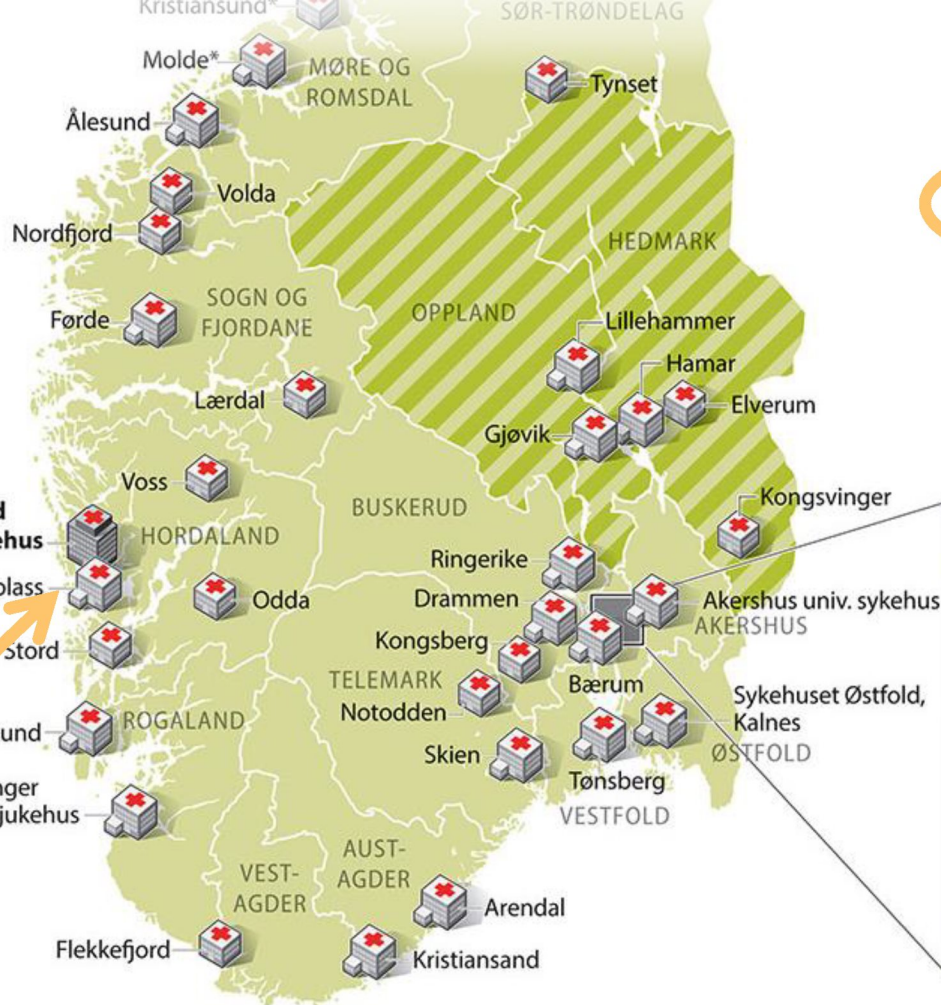 Kristiansund*
SØR-TRØNDELAG
Molde*
MØRE OG
ROMSDAL
Tynset
Ålesund
Volda
Nordfjord
HEDMARK
SOGN OG
FJORDANE
OPPLAND
Førde
Lillehammer
Hamar
Lærdal
Elverum
Gjøvik
Voss
BUSKERUD
Kongsvinger
HORDALAND
Ringerike
Odda
Drammen
Akershus univ. sykehus
AKERSHUS
Kongsberg
Stord
TELEMARK
Bærum
Notodden
Sykehuset Østfold,
Kalnes
ROGALAND
ØSTFOLD
Skien
Tønsberg
VESTFOLD
AUST-
AGDER
VEST-
AGDER
Arendal
Flekkefjord
Kristiansand